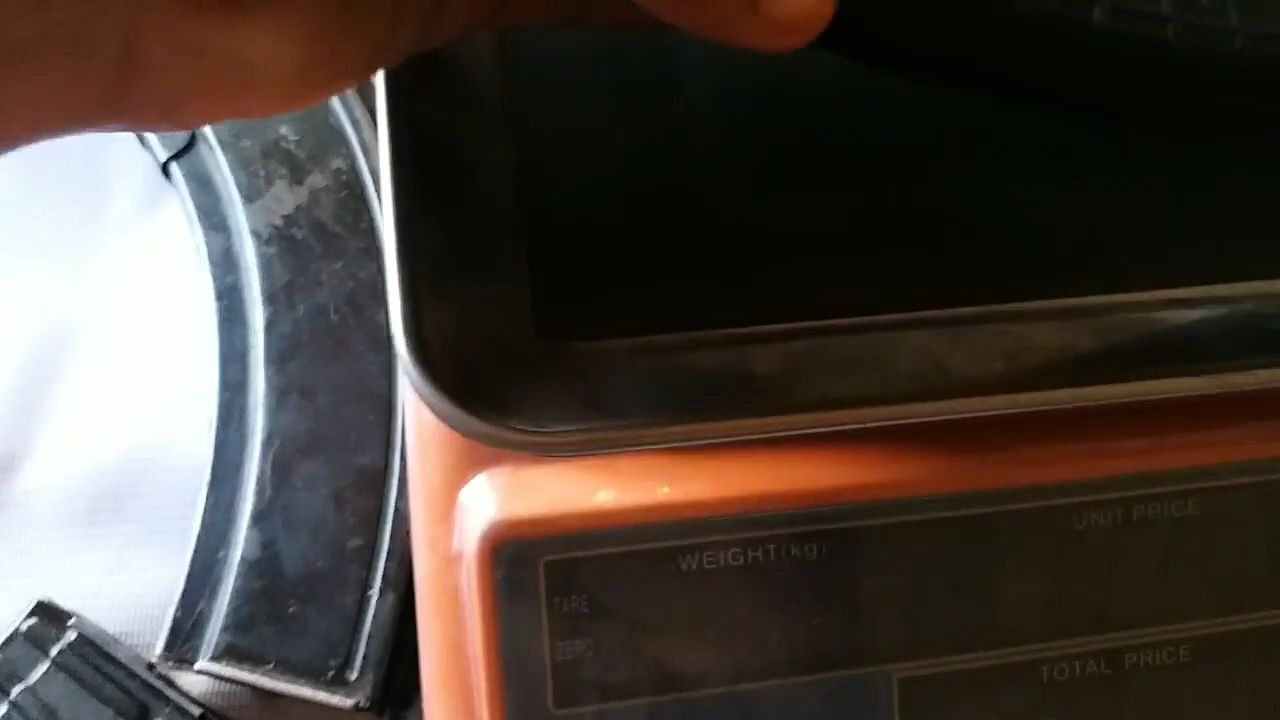 UNIT PRICE
WEIGHT(kg)
TARE
ZERO
TOTAL PRICE